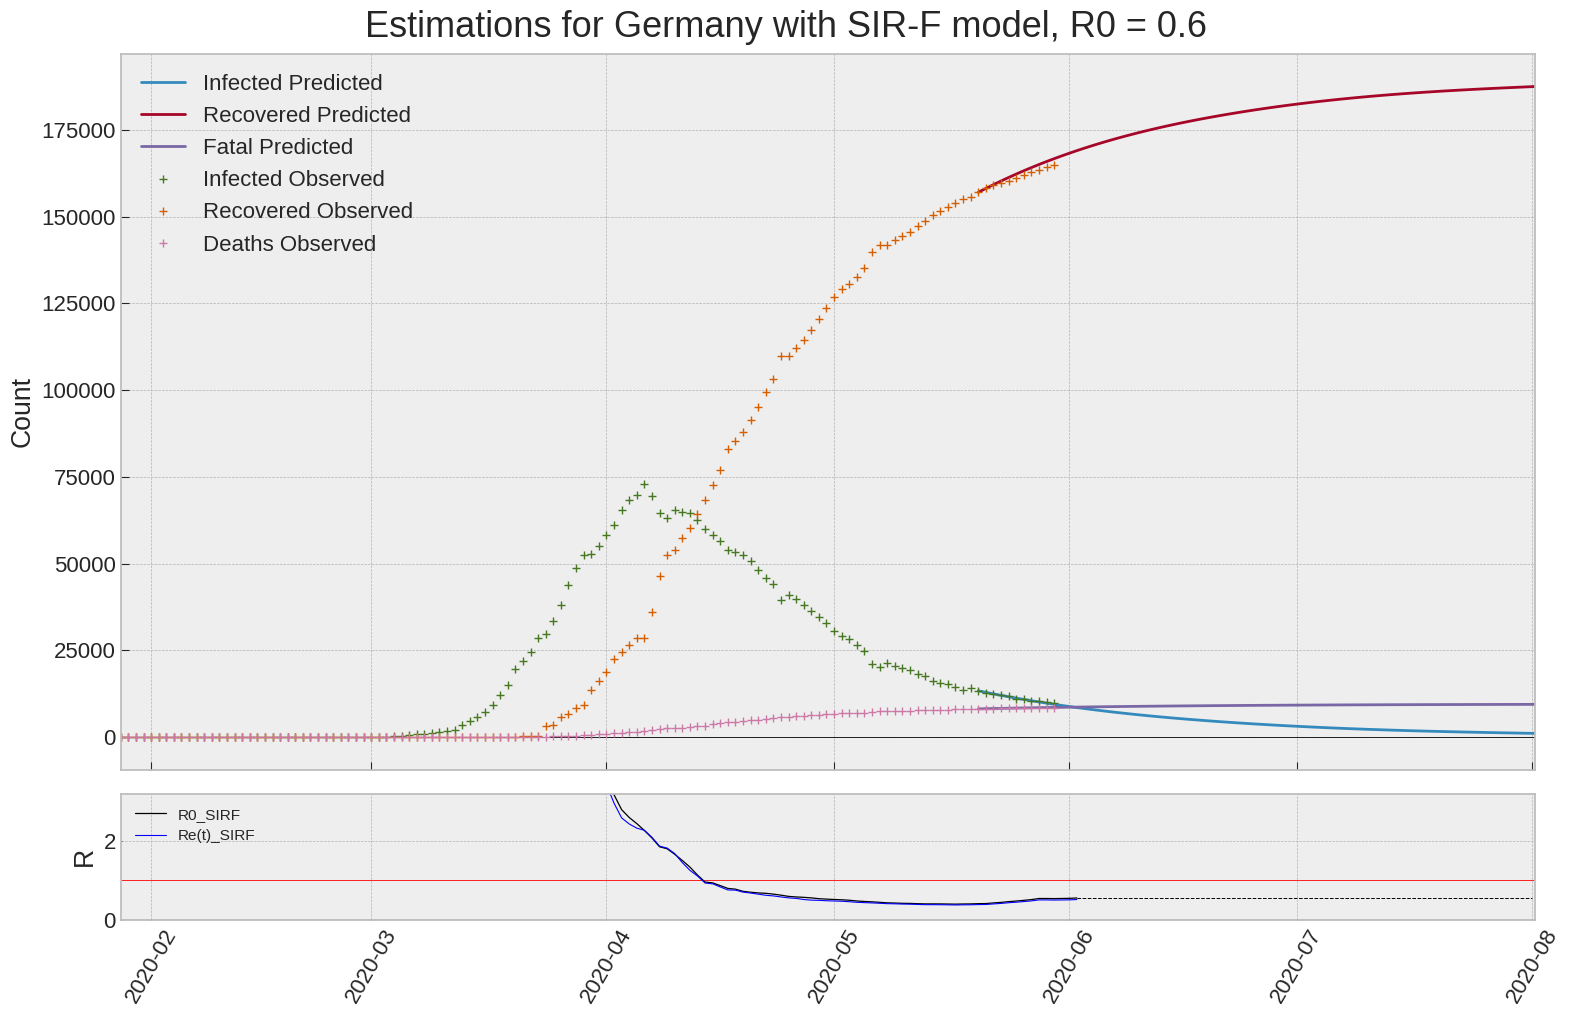 Estimations for Germany with SIR-F model, R0 = 0.6
Infected Predicted
Recovered Predicted
Fatal Predicted
Infected Observed
Recovered Observed
Deaths Observed
175000
150000
125000
100000
75000
50000
25000
0
Count
R0_SIRF
Re(t)_SIRF
2
0
R
2020-02
2020-03
2020-04
2020-05
2020-06
2020-07
2020-08